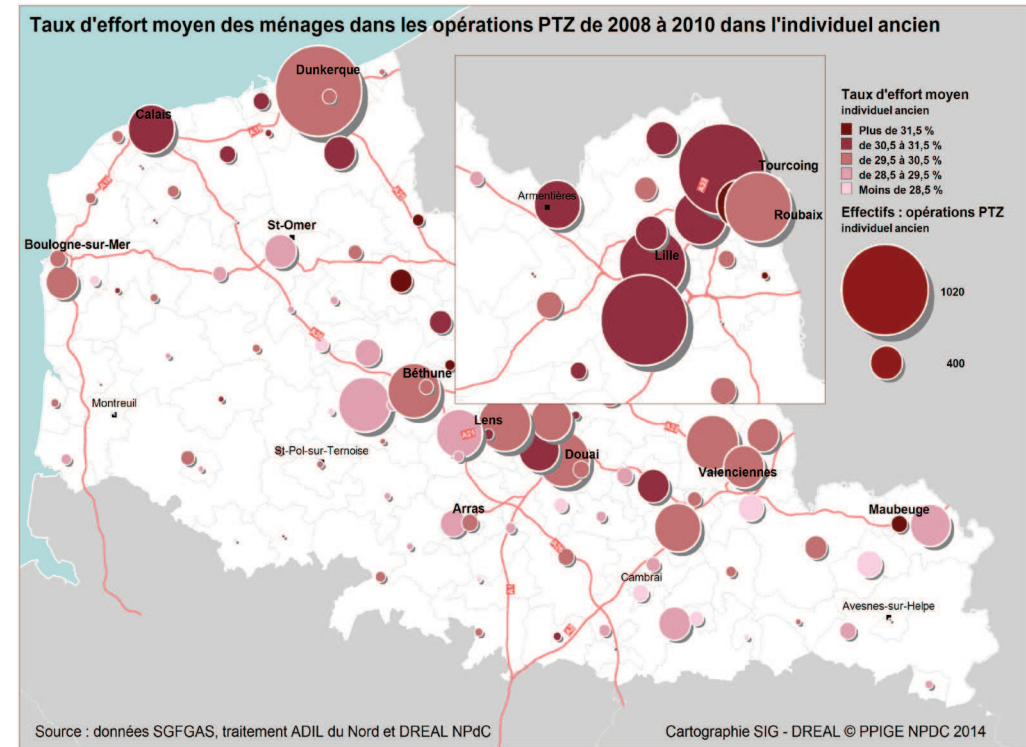 Taux d'effort moyen des ménages dans les opérations PTZ de 2008 à 2010 dans l'individuel ancien
Dunkerque
Calais
St-Omer
Boulogne-sur-Mer
Montreuil
Béthune
St-Pol-sur-Ternoise
Lens
Douai
Arras
Cambrai
Valenciennes
Maubeuge
Avesnes-sur-Helpe
Armentières
Tourcoing
Roubaix
Lille
Taux d'effort moyen
individuel ancien
Plus de 31,5 %
de 30,5 à 31,5 %
de 29,5 à 30,5 %
de 28,5 à 29,5 %
Moins de 28,5 %
Effectifs : opérations PTZ
individuel ancien
1020
400
Source : données SGFGAS, traitement ADIL du Nord et DREAL NPdC
Cartographie SIG - DREAL © PPIGE NPDC 2014